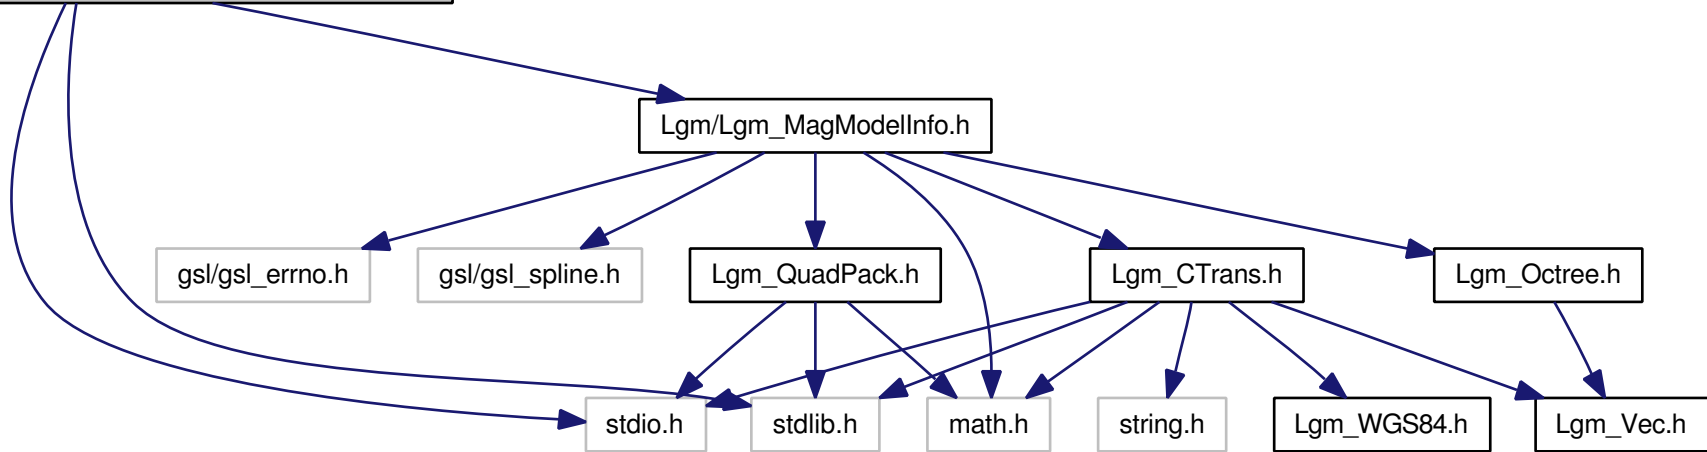 Lgm/Lgm_MagModelInfo.h
gsl/gsl_errno.h
gsl/gsl_spline.h
Lgm_QuadPack.h
Lgm_CTrans.h
Lgm_Octree.h
stdio.h
stdlib.h
math.h
string.h
Lgm_WGS84.h
Lgm_Vec.h